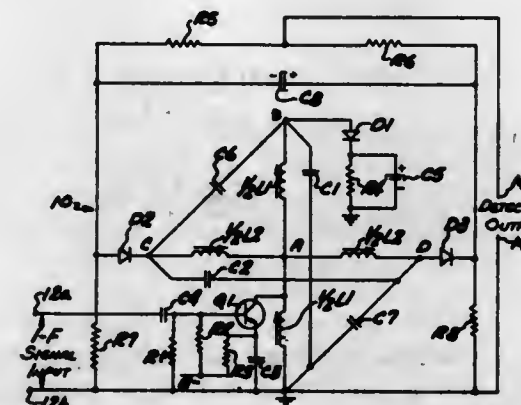 R5
R6
- +
C8
B
D1
C6
½L1
C1
R4
+
C5
-
10
D2
C
½L2
A
½L2
D
D3
DETECTOR
OUTPUT
C2
12a
C4
Q1
½L1
C7
I-F
SIGNAL
INPUT
R7
R1
R2
R3
C3
R8
B-
12b